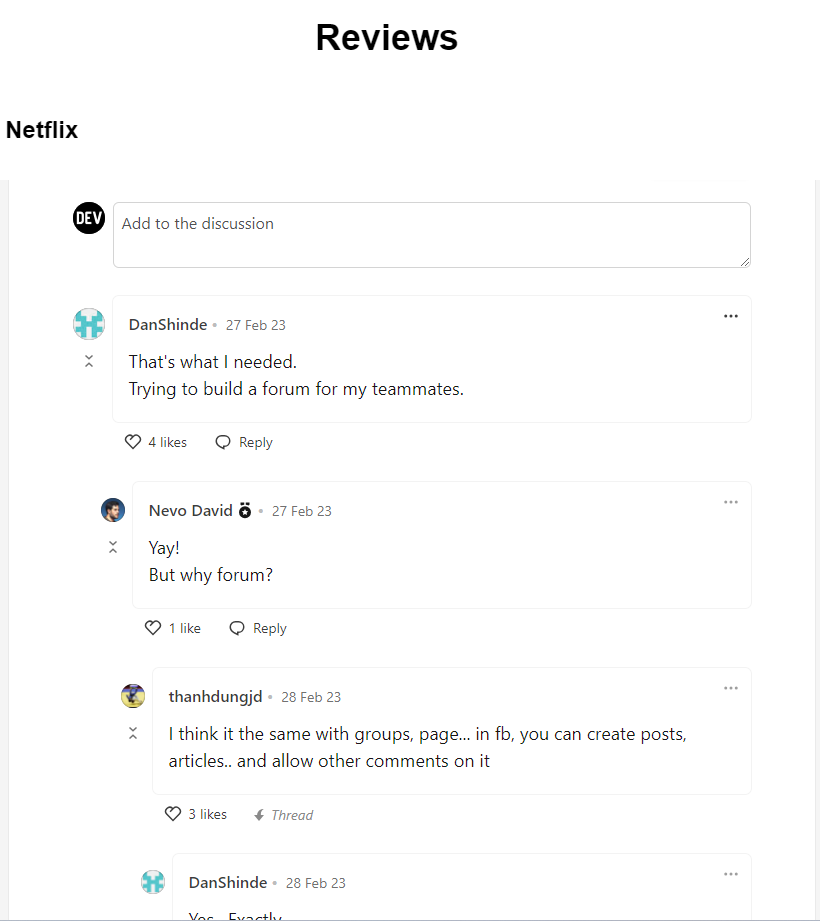 Reviews
Netflix
DEV
Add to the discussion
DanShinde • 27 Feb 23
That's what I needed.
Trying to build a forum for my teammates.
4 likes Reply
Nevo David • 27 Feb 23
Yay!
But why forum?
1 like Reply
thanhdungjd • 28 Feb 23
I think it the same with groups, page... in fb, you can create posts,
articles.. and allow other comments on it
3 likes Thread
DanShinde • 28 Feb 23